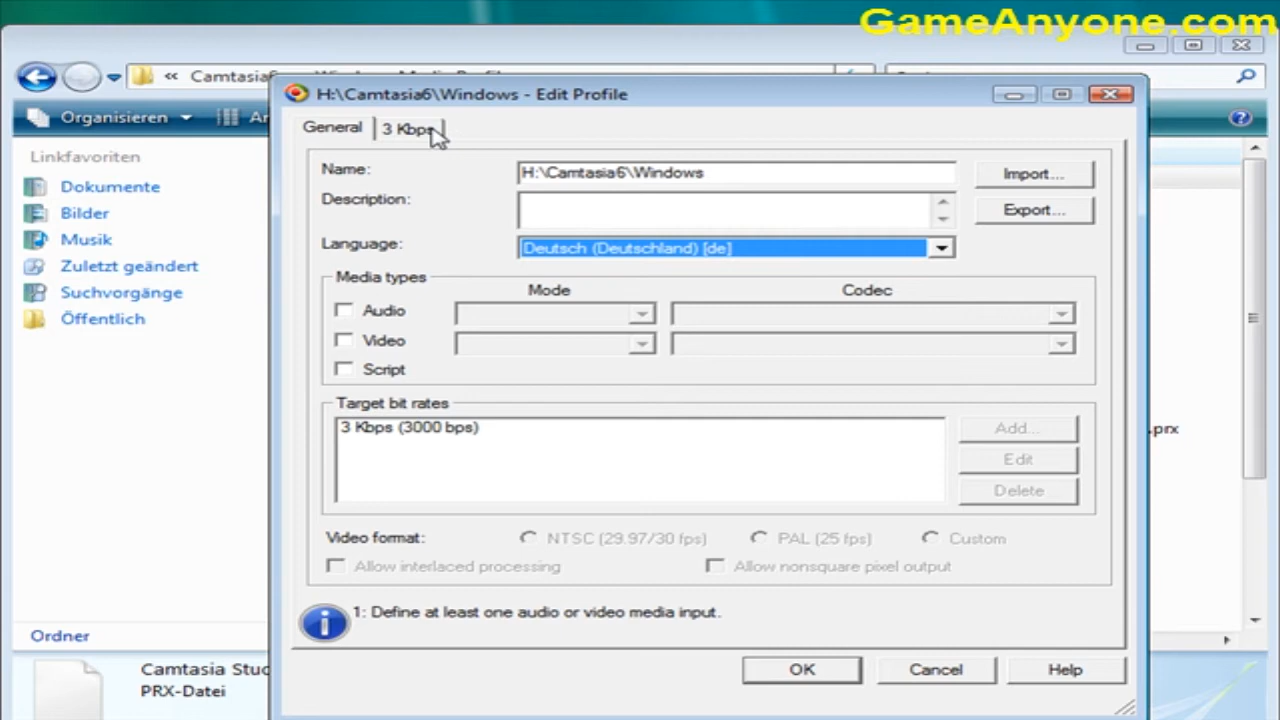 GameAnyone.com
« Camtasia
H:\Camtasia6\Windows - Edit Profile
Organisieren
General
3 Kbps
Linkfavoriten
Dokumente
Bilder
Musik
Zuletzt geändert
Suchvorgänge
Öffentlich
Name:
H:\Camtasia6\Windows
Import...
Description:
Export...
Language:
Deutsch (Deutschland) [de]
Media types
Mode
Codec
Audio
Video
Script
Target bit rates
3 Kbps (3000 bps)
Add...
Edit
Delete
.prx
Video format:
NTSC (29.97/30 fps)
PAL (25 fps)
Custom
Allow interlaced processing
Allow nonsquare pixel output
1: Define at least one audio or video media input.
Ordner
OK
Cancel
Help
Camtasia Stu
PRX-Datei